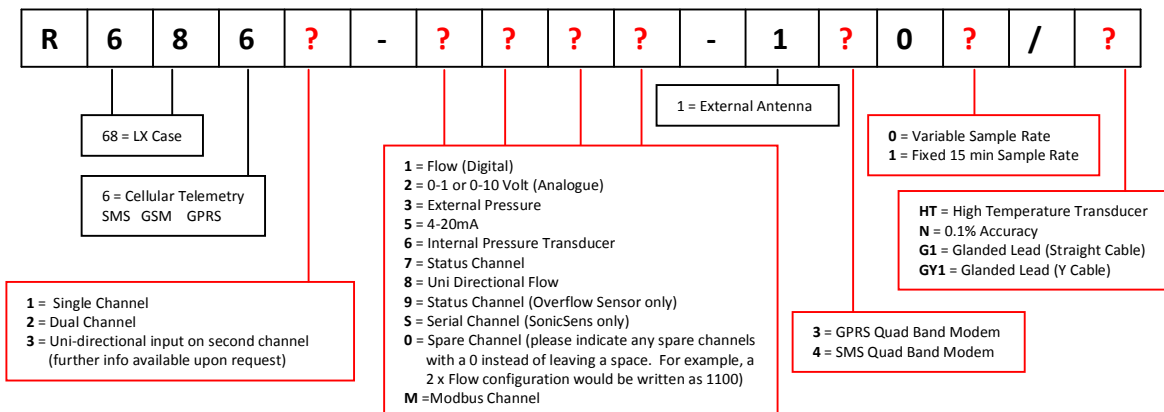 R 6 8 6 ? - ? ? ? ? - 1 ? 0 ? / ?
68 = LX Case
6 = Cellular Telemetry
SMS GSM GPRS
1 = Single Channel
2 = Dual Channel
3 = Uni-directional input on second channel
(further info available upon request)
1 = Flow (Digital)
2 = 0-1 or 0-10 Volt (Analogue)
3 = External Pressure
5 = 4-20mA
6 = Internal Pressure Transducer
7 = Status Channel
8 = Uni Directional Flow
9 = Status Channel (Overflow Sensor only)
S = Serial Channel (SonicSens only)
0 = Spare Channel (please indicate any spare channels
with a 0 instead of leaving a space. For example, a
2 x Flow configuration would be written as 1100)
M =Modbus Channel
1 = External Antenna
3 = GPRS Quad Band Modem
4 = SMS Quad Band Modem
0 = Variable Sample Rate
1 = Fixed 15 min Sample Rate
HT = High Temperature Transducer
N = 0.1% Accuracy
G1 = Glanded Lead (Straight Cable)
GY1 = Glanded Lead (Y Cable)